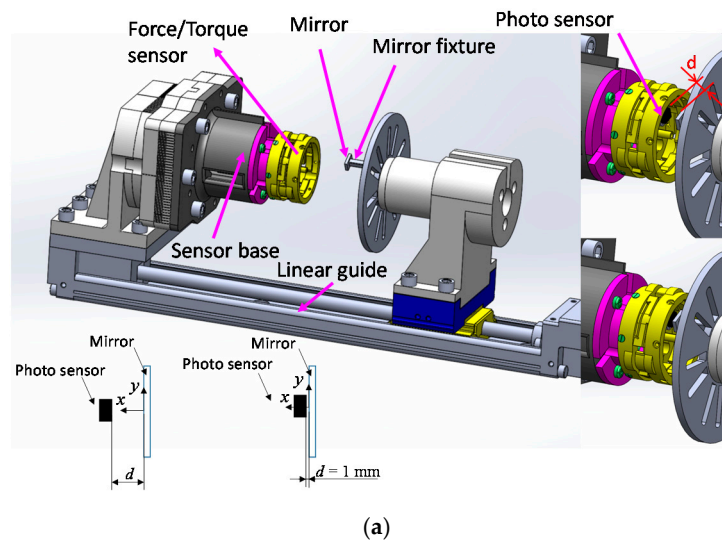 Force/Torque
sensor
Mirror
Mirror fixture
Photo sensor
d
Sensor base
Linear guide
Mirror
Photo sensor
y
x
d
Mirror
Photo sensor
y
x
d = 1 mm
(a)